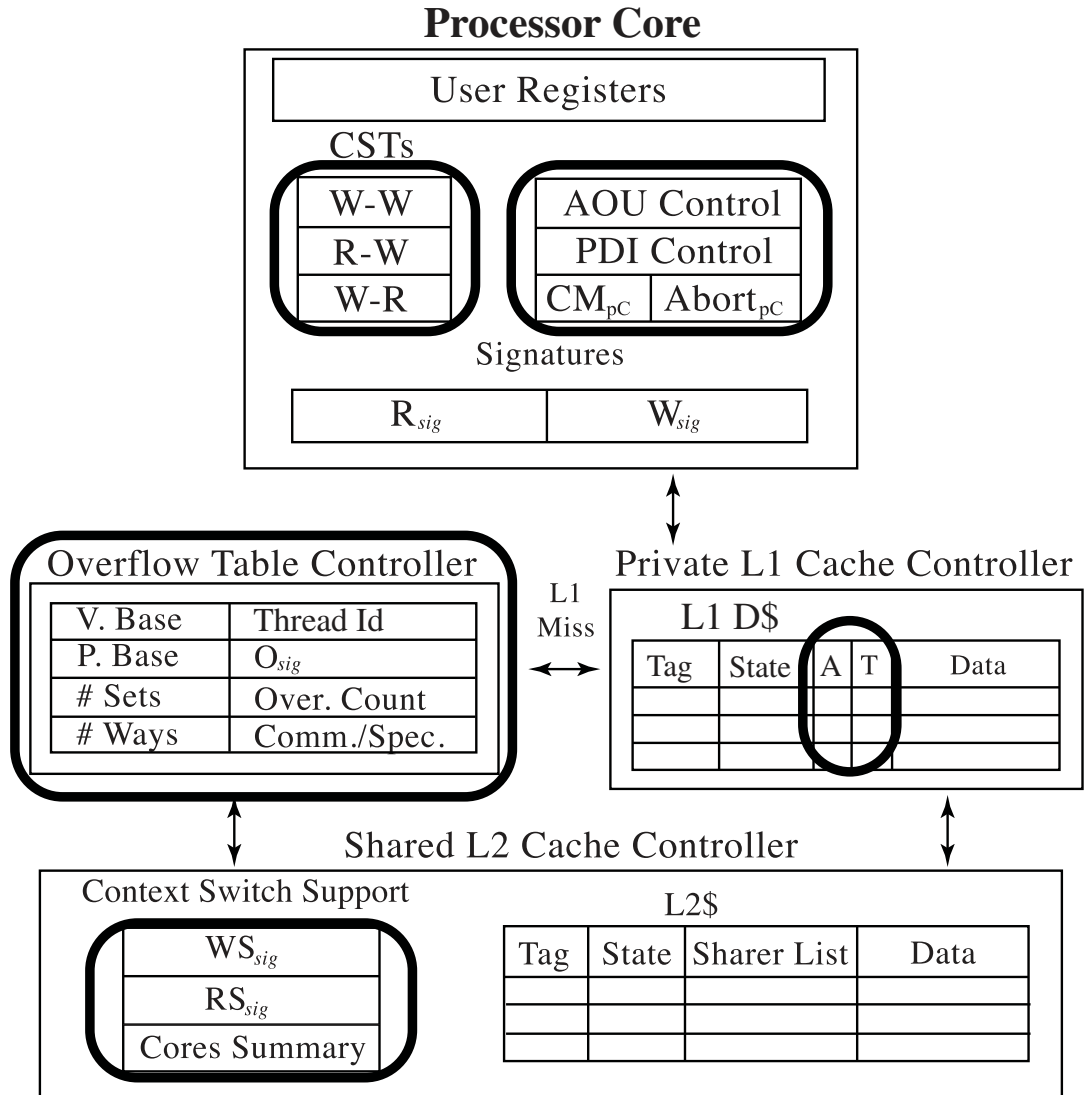 Processor Core
User Registers
CSTs
W-W
R-W
W-R
AOU Control
PDI Control
CMpC Abortpc
Signatures
Rsig Wsig
Overflow Table Controller
V. Base Thread Id
P. Base Osig
# Sets Over. Count
# Ways Comm./Spec.
L1
Miss
Private L1 Cache Controller
L1 D$
Tag State A T Data
Shared L2 Cache Controller
Context Switch Support
WSsig
RSsig
Cores Summary
L2$
Tag State Sharer List Data